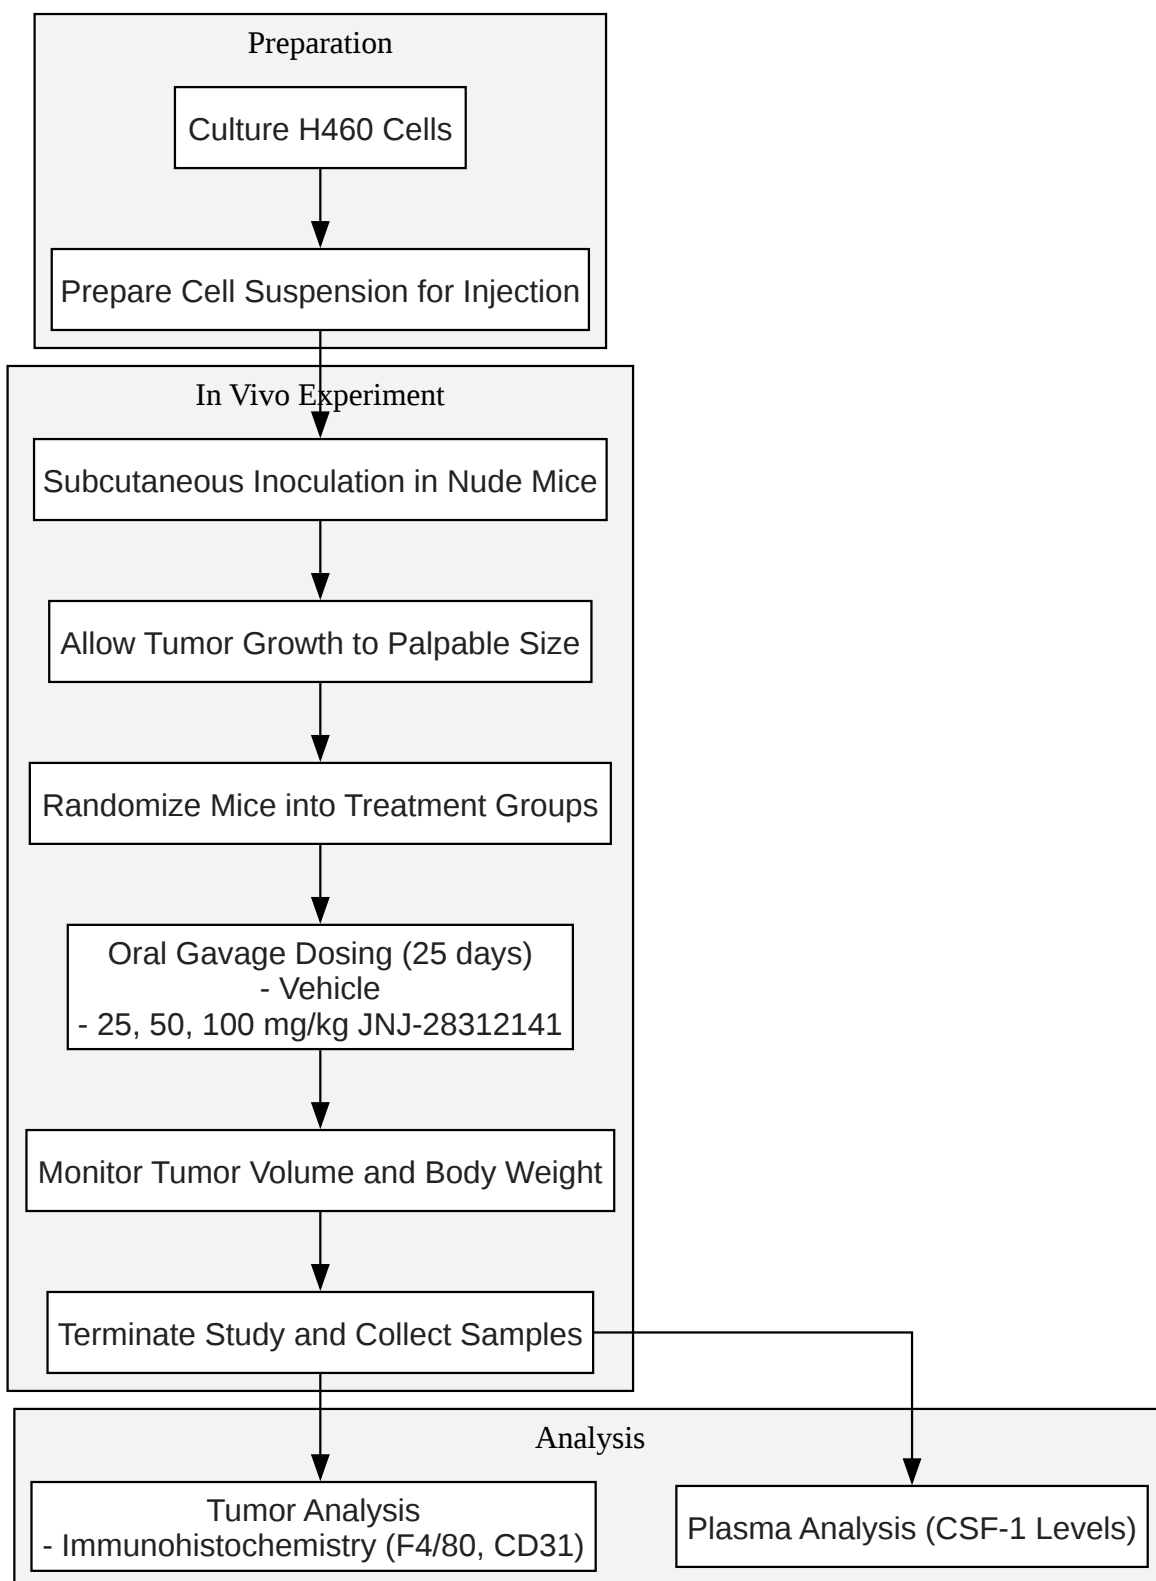 Preparation
Culture H460 Cells
Prepare Cell Suspension for Injection
In Vivo Experiment
Subcutaneous Inoculation in Nude Mice
Allow Tumor Growth to Palpable Size
Randomize Mice into Treatment Groups
Oral Gavage Dosing (25 days)
- Vehicle
- 25, 50, 100 mg/kg JNJ-28312141
Monitor Tumor Volume and Body Weight
Terminate Study and Collect Samples
Analysis
Tumor Analysis
- Immunohistochemistry (F4/80, CD31)
Plasma Analysis (CSF-1 Levels)